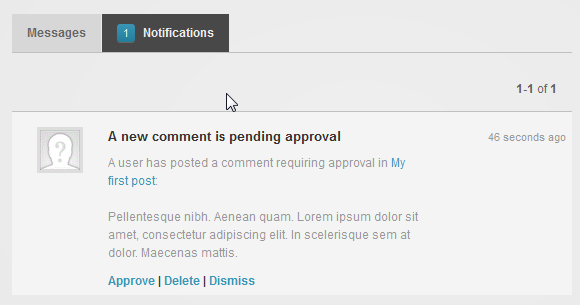 Messages
1 Notifications
1-1 of 1
A new comment is pending approval
46 seconds ago
A user has posted a comment requiring approval in My
first post:
Pellentesque nibh. Aenean quam. Lorem ipsum dolor sit
amet, consectetur adipiscing elit. In scelerisque sem at
dolor. Maecenas mattis.
Approve | Delete | Dismiss